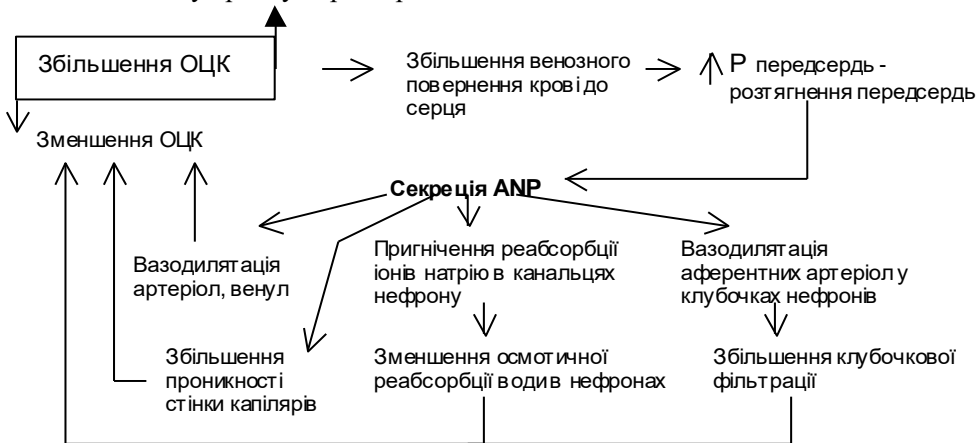 Збільшення ОЦК
Збільшення венозного
повернення крові до
серця
Р передсердь -
розтягнення передсердь
Зменшення ОЦК
Секреція ANP
Вазодилятація
артеріол, венул
Пригнічення реабсорбції
іонів натрію в канальцях
нефрону
Вазодилятація
аферентних артеріол у
клубочках нефронів
Збільшення
проникності
стінки капілярів
Зменшення осмотичної
реабсорбції води в нефронах
Збільшення клубочкової
фільтрації